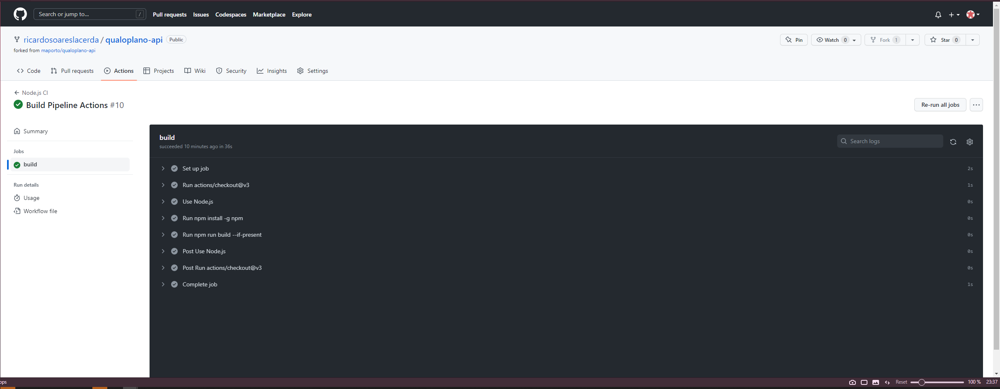 Search or jump to... / Pull requests Issues Codespaces Marketplace Explore
ricardosoareslacerda / qualoplano-api Public Pin Watch 0 Fork 1 Star 0
forked from maporto/qualoplano-api
Code Pull requests Actions Projects Wiki Security Insights Settings
← Node.js CI
Build Pipeline Actions #10 Re-run all jobs ...
Summary
Jobs
build
Run details
Usage
Workflow file
build
succeeded 10 minutes ago in 36s
Search logs
Set up job 2s
Run actions/checkout@v3 1s
Use Node.js 0s
Run npm install -g npm 0s
Run npm run build --if-present 0s
Post Use Node.js 0s
Post Run actions/checkout@v3 0s
Complete job 1s
ops Reset 100 % 23:37